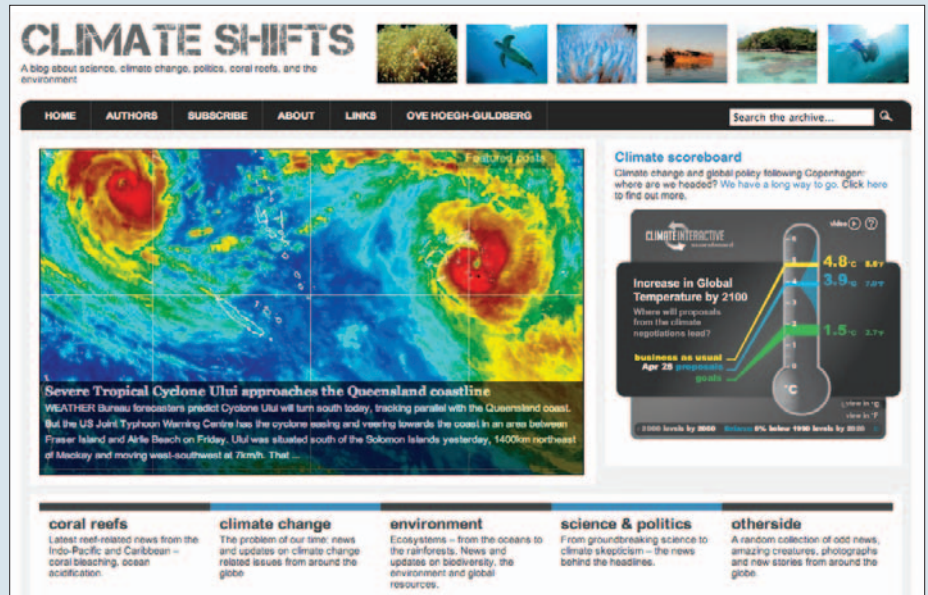 CLIMATE SHIFTS
A blog about science, climate change, politics, coral reefs, and the
environment
HOME AUTHORS SUBSCRIBE ABOUT LINKS OVE HOEGH-GULDBERG
Search the archive...
Featured posts
Severe Tropical Cyclone Ului approaches the Queensland coastline
WEATHER Bureau forecasters predict Cyclone Ului will turn south today, tracking parallel with the Queensland coast.
But the US Joint Typhoon Warning Centre has the cyclone easing and veering towards the coast in an area between
Fraser Island and Airlie Beach on Friday. Ului was situated south of the Solomon Islands yesterday, 1400km northeast
of Mackay and moving west-southwest at 7km/h. That ...
Climate scoreboard
Climate change and global policy following Copenhagen:
where are we headed? We have a long way to go. Click here
to find out more.
CLIMATE INTERACTIVE
scoreboard
video
?
Increase in Global
Temperature by 2100
Where will proposals
from the climate
negotiations lead?
business as usual
Apr 28 proposals
goals
6
5
4
3
2
1
0
°C
4.8 °C 8.6°F
3.9 °C 7.0°F
1.5 °C 2.7°F
view in °C
view in °F
coral reefs
Latest reef-related news from the
Indo-Pacific and Caribbean –
coral bleaching, ocean
acidification.
climate change
The problem of our time: news
and updates on climate change
related issues from around the
globe
environment
Ecosystems – from the oceans to
the rainforests. News and
updates on biodiversity, the
environment and global
resources.
science & politics
From groundbreaking science to
climate skepticism – the news
behind the headlines.
otherside
A random collection of odd news,
amazing creatures, photographs
and new stories from around the
globe.